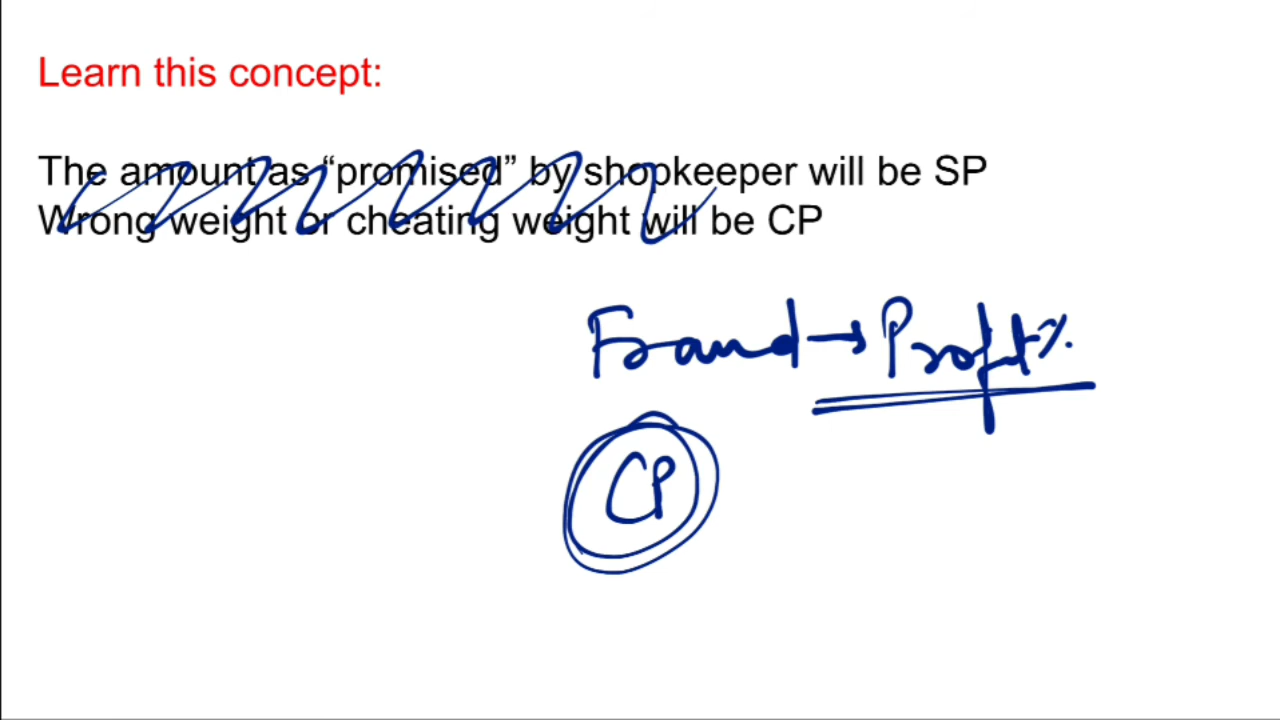 Learn this concept:
The amount as “promised” by shopkeeper will be SP
Wrong weight or cheating weight will be CP
Fraud → Profit %
CP